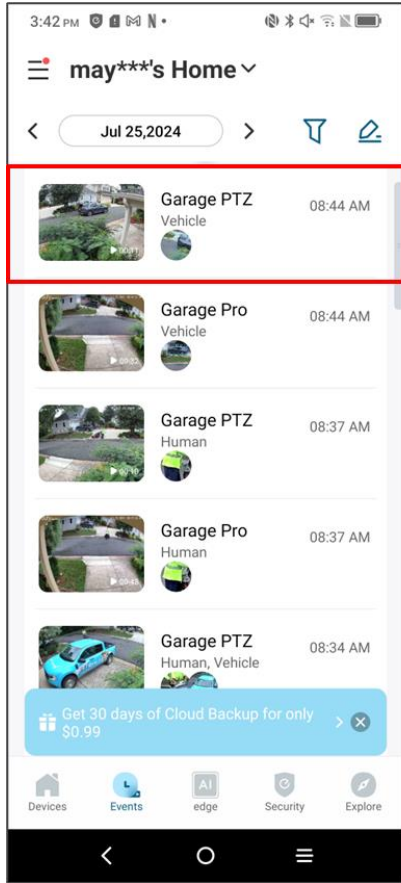 3:42 PM
may***'s Home
Jul 25,2024
Garage PTZ
08:44 AM
Vehicle
Garage Pro
08:44 AM
Vehicle
00:12
Garage PTZ
08:37 AM
Human
Garage Pro
08:37 AM
Human
Garage PTZ
08:34 AM
Human, Vehicle
Get 30 days of Cloud Backup for only
$0.99
AI
Devices
Events
edge
Security
Explore